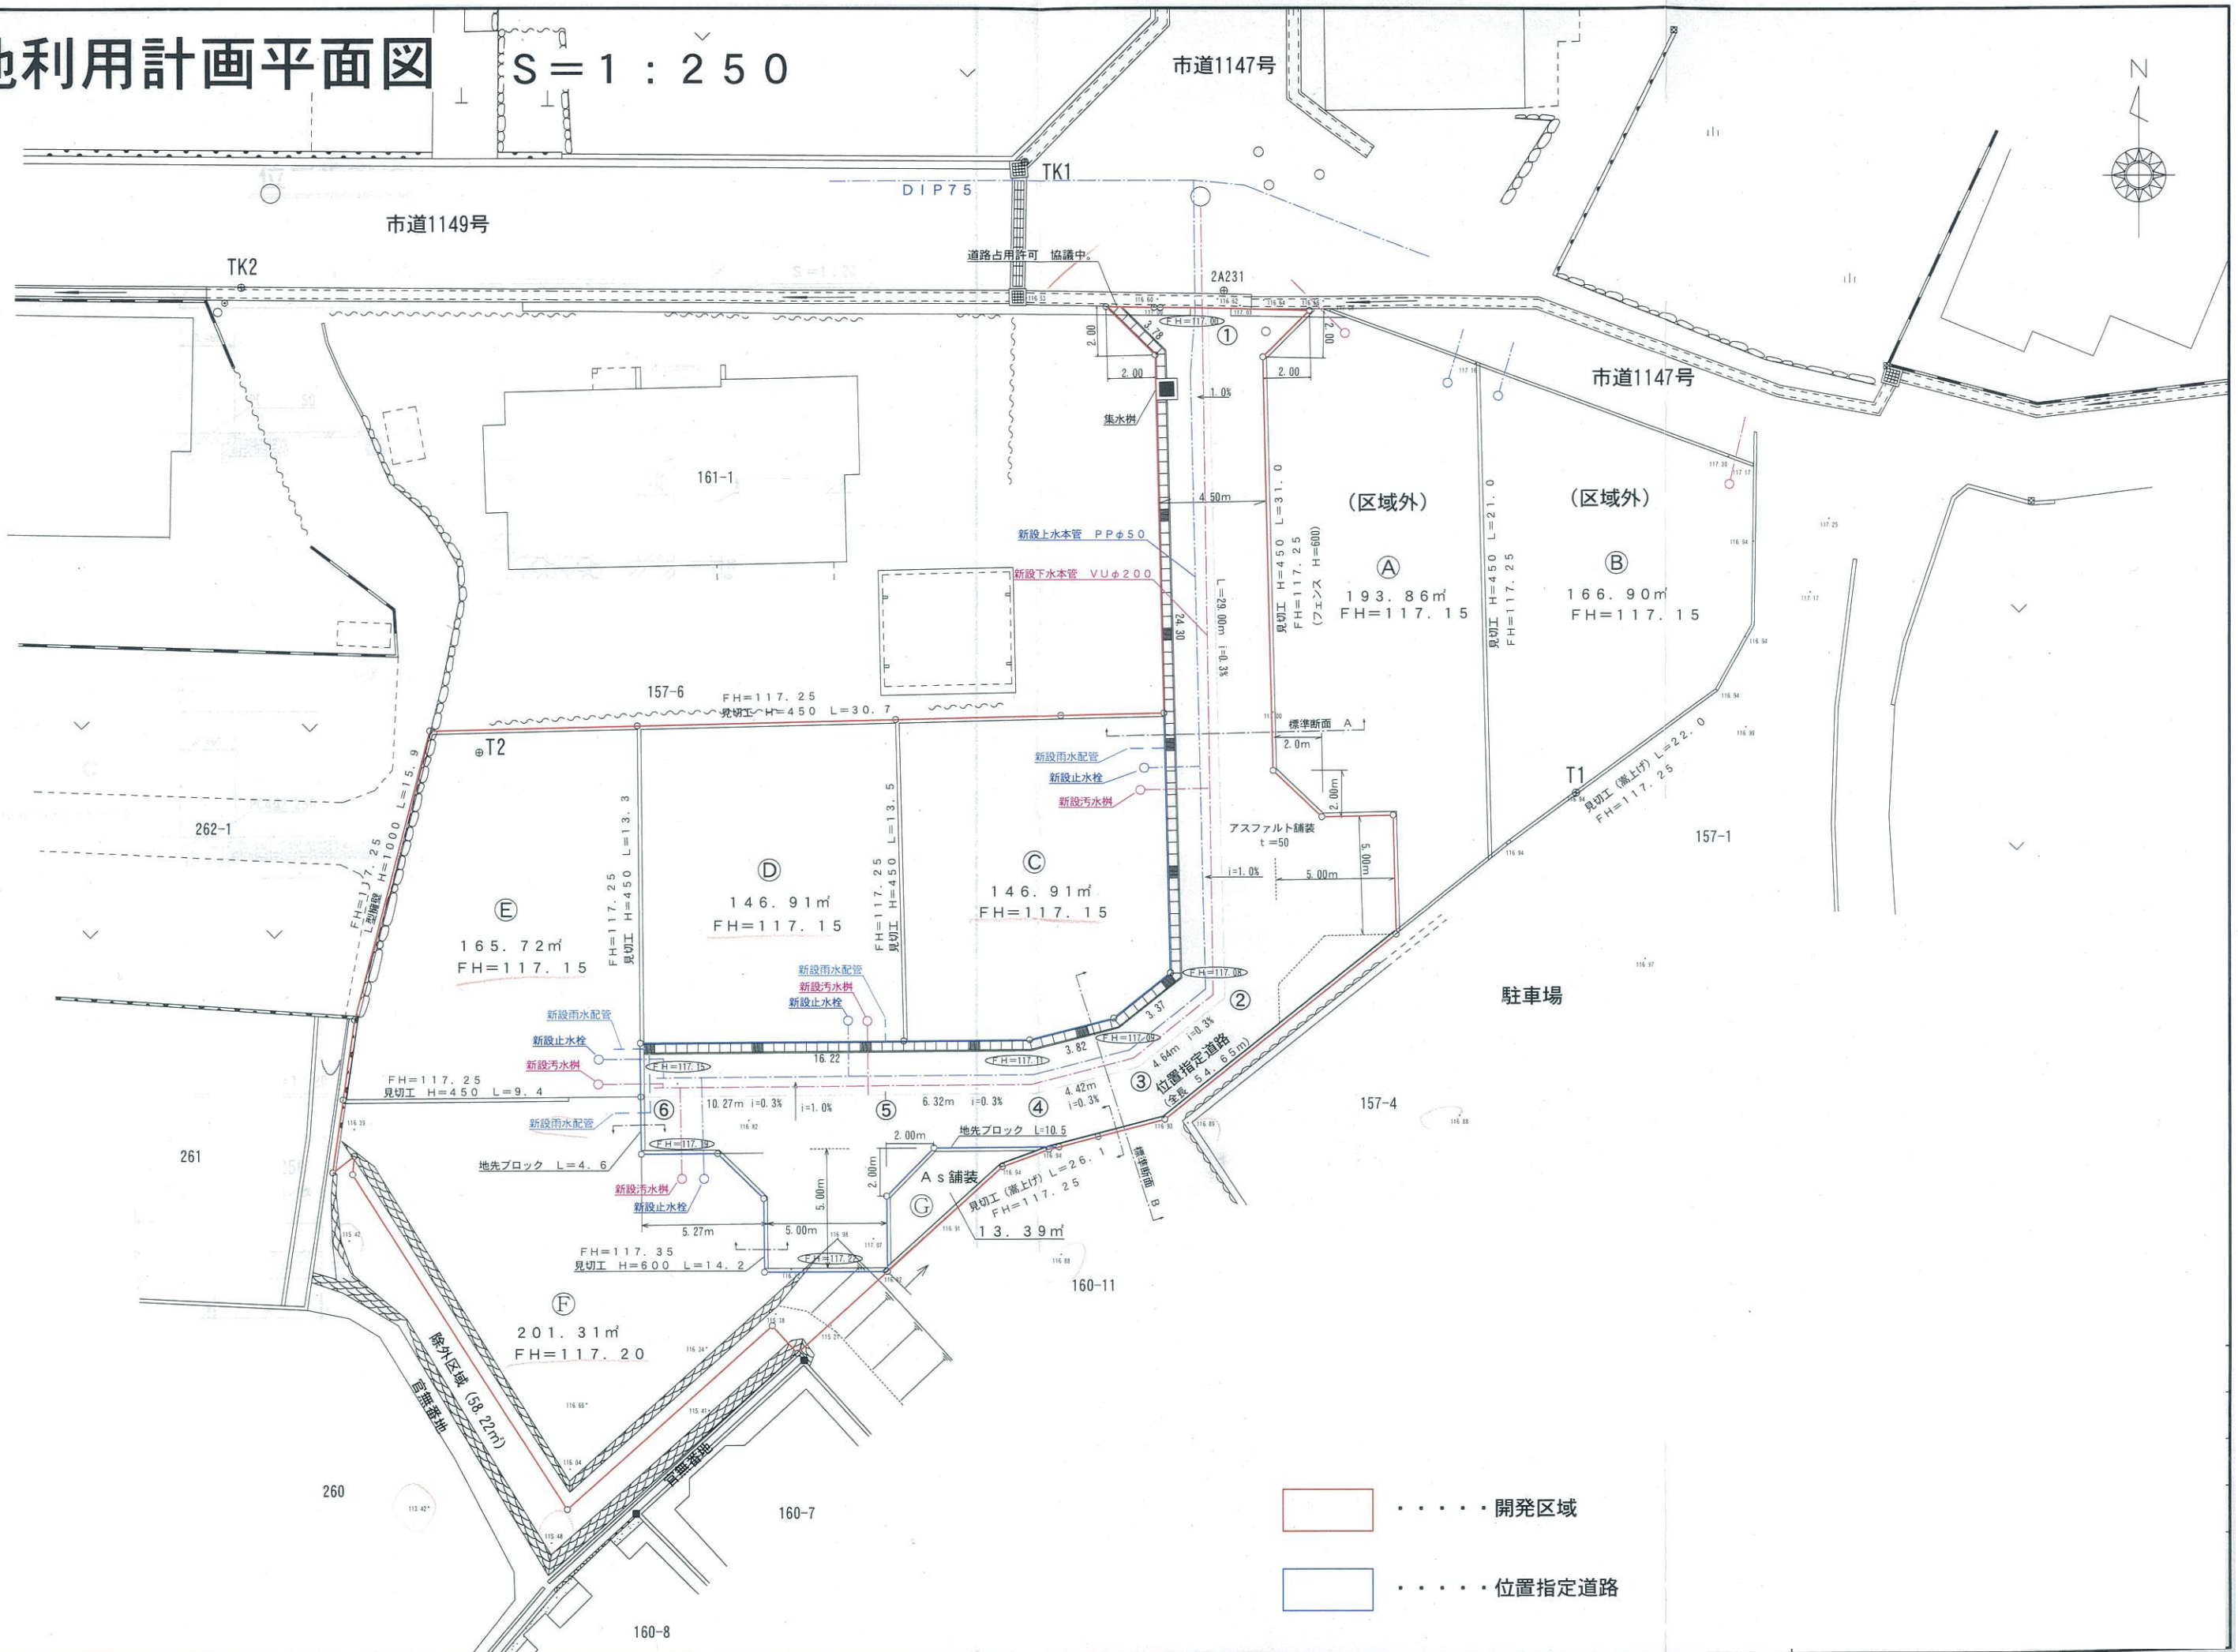 地利用計画平面図 S=1:250
市道1147号
N
TK1
DIP75
市道1149号
道路占用許可 協議中。
TK2
2A231
FH=117.00
①
3.78
2.00
2.00
2.00
2.00
市道1147号
1.0%
集水桝
161-1
4.50m
(区域外)
(区域外)
新設上水本管 PPφ50
新設下水本管 VUφ200
見切工 H=450 L=31.0
FH=117.25
(フェンス H=600)
見切工 H=450 L=21.0
FH=117.25
Ⓐ
193.86㎡
FH=117.15
Ⓑ
166.90㎡
FH=117.15
L=29.00m i=0.3%
24.30
157-6
FH=117.25
見切工 H=450 L=30.7
標準断面 A
2.0m
T2
新設雨水配管
新設止水栓
新設汚水桝
2.00m
T1
見切工(嵩上げ)L=22.0
FH=117.25
262-1
FH=117.25
L型擁壁 H=1000 L=15.9
アスファルト舗装
t=50
157-1
FH=117.25
見切工 H=450 L=13.3
FH=117.25
見切工 H=450 L=13.5
Ⓒ
146.91㎡
FH=117.15
Ⓓ
146.91㎡
FH=117.15
i=1.0%
5.00m
5.00m
Ⓔ
165.72㎡
FH=117.15
新設雨水配管
新設汚水桝
新設止水栓
FH=117.08
②
駐車場
3.37
新設雨水配管
新設止水栓
新設汚水桝
16.22
3.82
FH=117.09
FH=117.11
FH=117.15
4.64m i=0.3%
位置指定道路
(全長 54.65m)
FH=117.25
見切工 H=450 L=9.4
③
4.42m
i=0.3%
⑥
10.27m i=0.3%
i=1.0%
⑤
6.32m i=0.3%
④
157-4
新設雨水配管
FH=117.19
2.00m
地先ブロック L=10.5
261
地先ブロック L=4.6
新設汚水桝
新設止水栓
5.00m
2.00m
As舗装
見切工(嵩上げ)L=26.1
FH=117.25
標準断面 B
Ⓖ
13.39㎡
5.27m
5.00m
FH=117.35
見切工 H=600 L=14.2
160-11
Ⓕ
201.31㎡
FH=117.20
除外区域(58.22㎡)
官無番地
官無番地
260
160-7
160-8
・・・・・開発区域
・・・・・位置指定道路